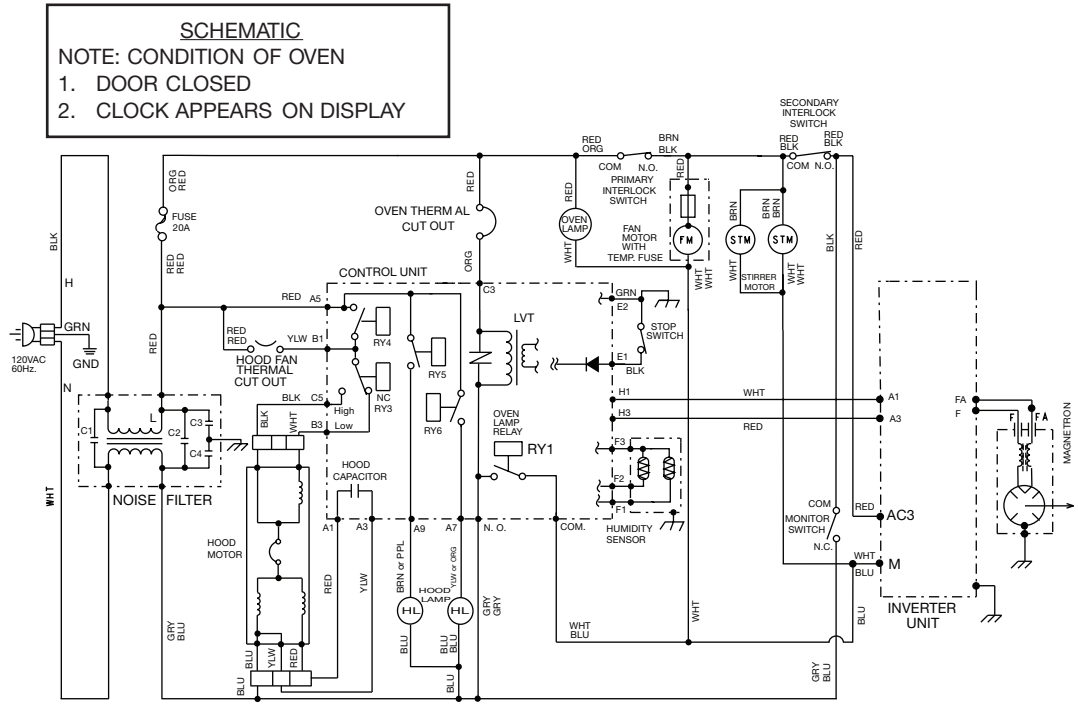 SCHEMATIC
NOTE: CONDITION OF OVEN
1. DOOR CLOSED
2. CLOCK APPEARS ON DISPLAY
SECONDARY
INTERLOCK
SWITCH
RED
BLK
RED
BLK
COM
N.O.
RED
ORG
BRN
BLK
COM
N.O.
PRIMARY
INTERLOCK
SWITCH
ORG
RED
FUSE
20A
RED
RED
RED
OVEN THERM AL
CUT OUT
ORG
RED
OVEN
LAMP
WHT
RED
FAN
MOTOR
WITH
TEMP. FUSE
FM
WHT
WHT
BRN
BRN
BRN
STM
STM
WHT
WHT
WHT
STIRRER
MOTOR
BLK
RED
BLK
H
GRN
GND
120VAC
60Hz.
N
WHT
RED
CONTROL UNIT
RED
A5
RED
RED
YLW
B1
HOOD FAN
THERMAL
CUT OUT
RY4
NC
RY3
BLK
C5
High
B3
Low
BLK
WHT
RY5
RY6
C3
LVT
GRN
E2
STOP
SWITCH
E1
BLK
H1
WHT
A1
H3
RED
A3
OVEN
LAMP
RELAY
RY1
F3
F2
F1
HUMIDITY
SENSOR
L
C1
C2
C3
C4
NOISE FILTER
HOOD
CAPACITOR
A1
A3
A9
A7
N. O.
COM.
HOOD
MOTOR
RED
YLW
BRN or PPL
YLW or ORG
HOOD
LAMP
HL
HL
GRY
GRY
BLU
BLU
BLU
BLU
GRY
BLU
BLU
YLW
RED
BLU
WHT
BLU
WHT
COM
MONITOR
SWITCH
N.C.
GRY
BLU
RED
AC3
WHT
BLU
M
BLU
INVERTER
UNIT
FA
F
F
FA
MAGNETRON